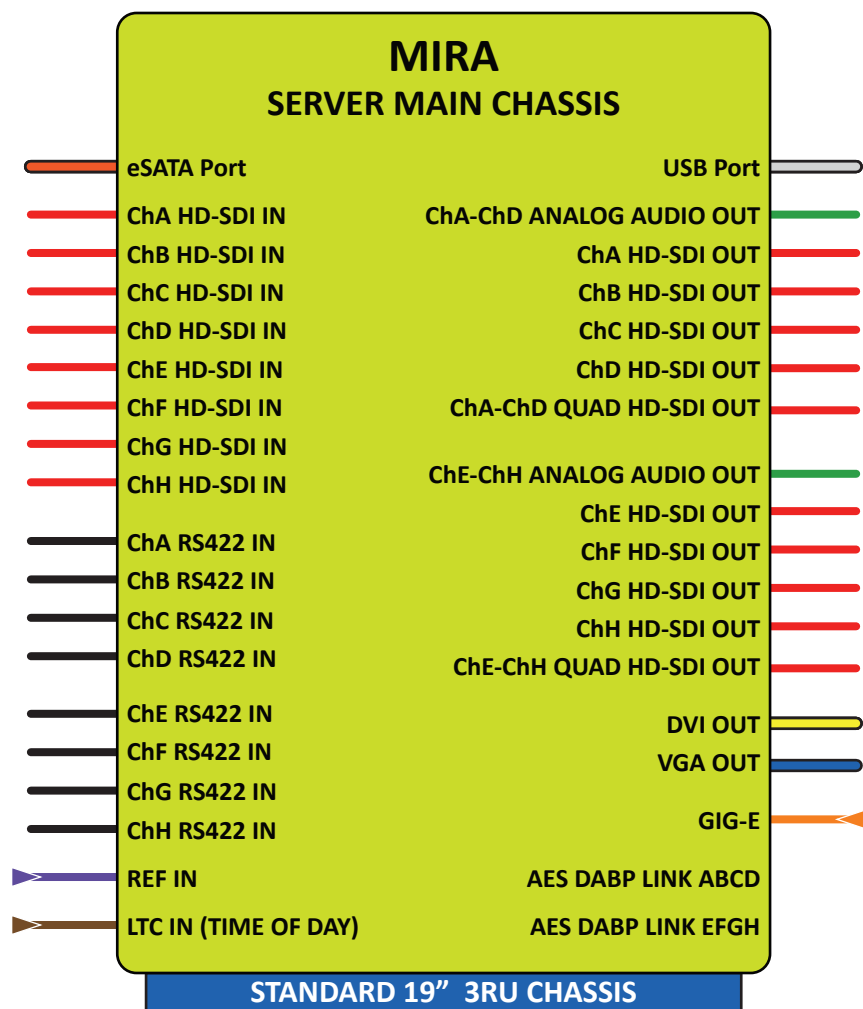 MIRA
SERVER MAIN CHASSIS
eSATA Port
ChA HD-SDI IN
ChB HD-SDI IN
ChC HD-SDI IN
ChD HD-SDI IN
ChE HD-SDI IN
ChF HD-SDI IN
ChG HD-SDI IN
ChH HD-SDI IN
ChA RS422 IN
ChB RS422 IN
ChC RS422 IN
ChD RS422 IN
ChE RS422 IN
ChF RS422 IN
ChG RS422 IN
ChH RS422 IN
REF IN
LTC IN (TIME OF DAY)
USB Port
ChA-ChD ANALOG AUDIO OUT
ChA HD-SDI OUT
ChB HD-SDI OUT
ChC HD-SDI OUT
ChD HD-SDI OUT
ChA-ChD QUAD HD-SDI OUT
ChE-ChH ANALOG AUDIO OUT
ChE HD-SDI OUT
ChF HD-SDI OUT
ChG HD-SDI OUT
ChH HD-SDI OUT
ChE-ChH QUAD HD-SDI OUT
DVI OUT
VGA OUT
GIG-E
AES DABP LINK ABCD
AES DABP LINK EFGH
STANDARD 19” 3RU CHASSIS